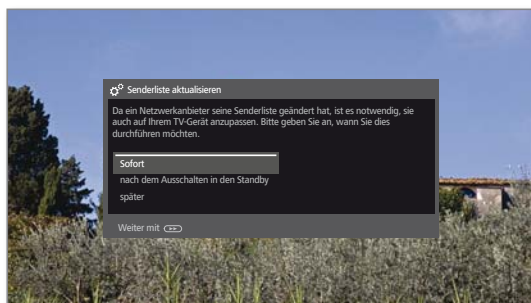 Senderliste aktualisieren
Da ein Netzwerkanbieter seine Senderliste geändert hat, ist es notwendig, sie
auch auf Ihrem TV-Gerät anzupassen. Bitte geben Sie an, wann Sie dies
durchführen möchten.
Sofort
nach dem Ausschalten in den Standby
später
Weiter mit